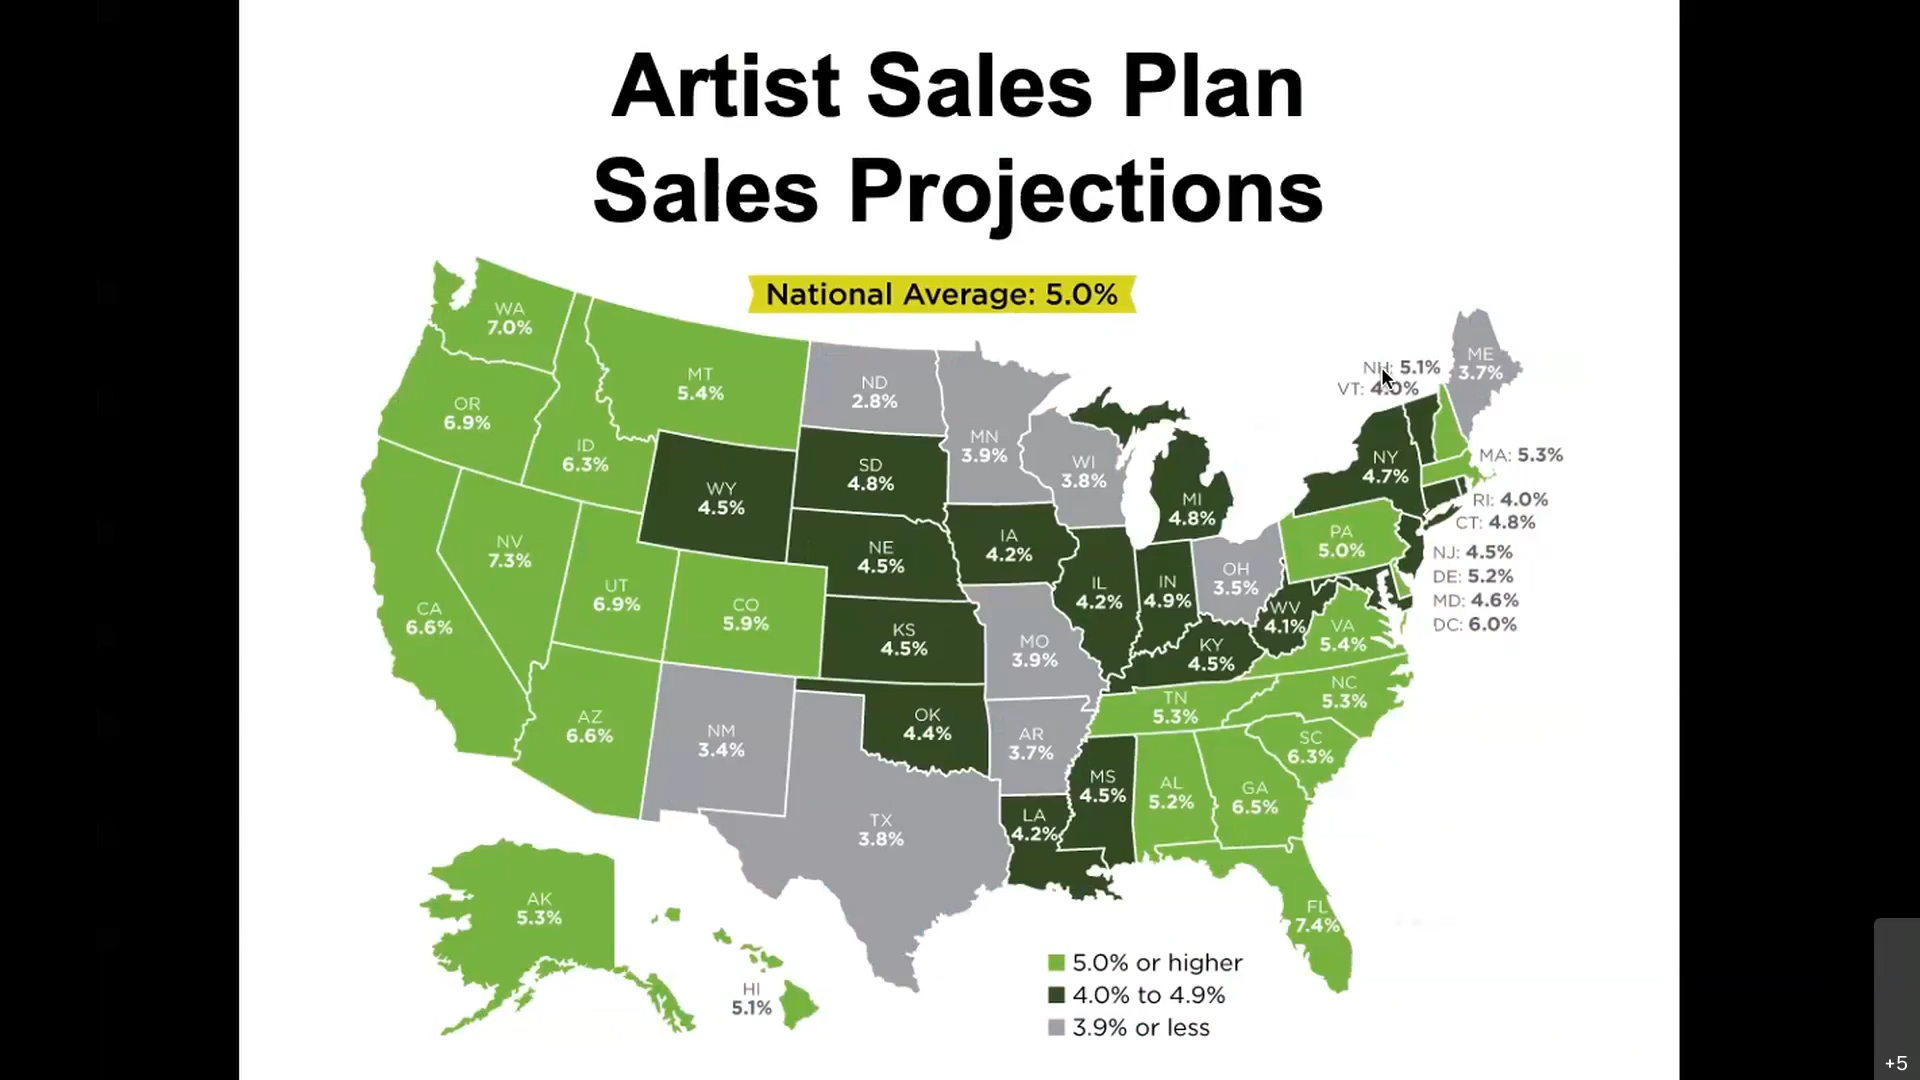 Artist Sales Plan
Sales Projections
National Average: 5.0%
WA
7.0%
MT
5.4%
ND
2.8%
MN
3.9%
NH: 5.1%
VT: 4.0%
ME
3.7%
OR
6.9%
ID
6.3%
WY
4.5%
SD
4.8%
WI
3.8%
MI
4.8%
NY
4.7%
MA: 5.3%
RI: 4.0%
CT: 4.8%
NV
7.3%
UT
6.9%
CO
5.9%
NE
4.5%
IA
4.2%
IL
4.2%
IN
4.9%
OH
3.5%
PA
5.0%
NJ: 4.5%
DE: 5.2%
MD: 4.6%
DC: 6.0%
CA
6.6%
KS
4.5%
MO
3.9%
KY
4.5%
WV
4.1%
VA
5.4%
AZ
6.6%
NM
3.4%
OK
4.4%
AR
3.7%
TN
5.3%
NC
5.3%
SC
6.3%
TX
3.8%
LA
4.2%
MS
4.5%
AL
5.2%
GA
6.5%
AK
5.3%
HI
5.1%
FL
7.4%
5.0% or higher
4.0% to 4.9%
3.9% or less
+5